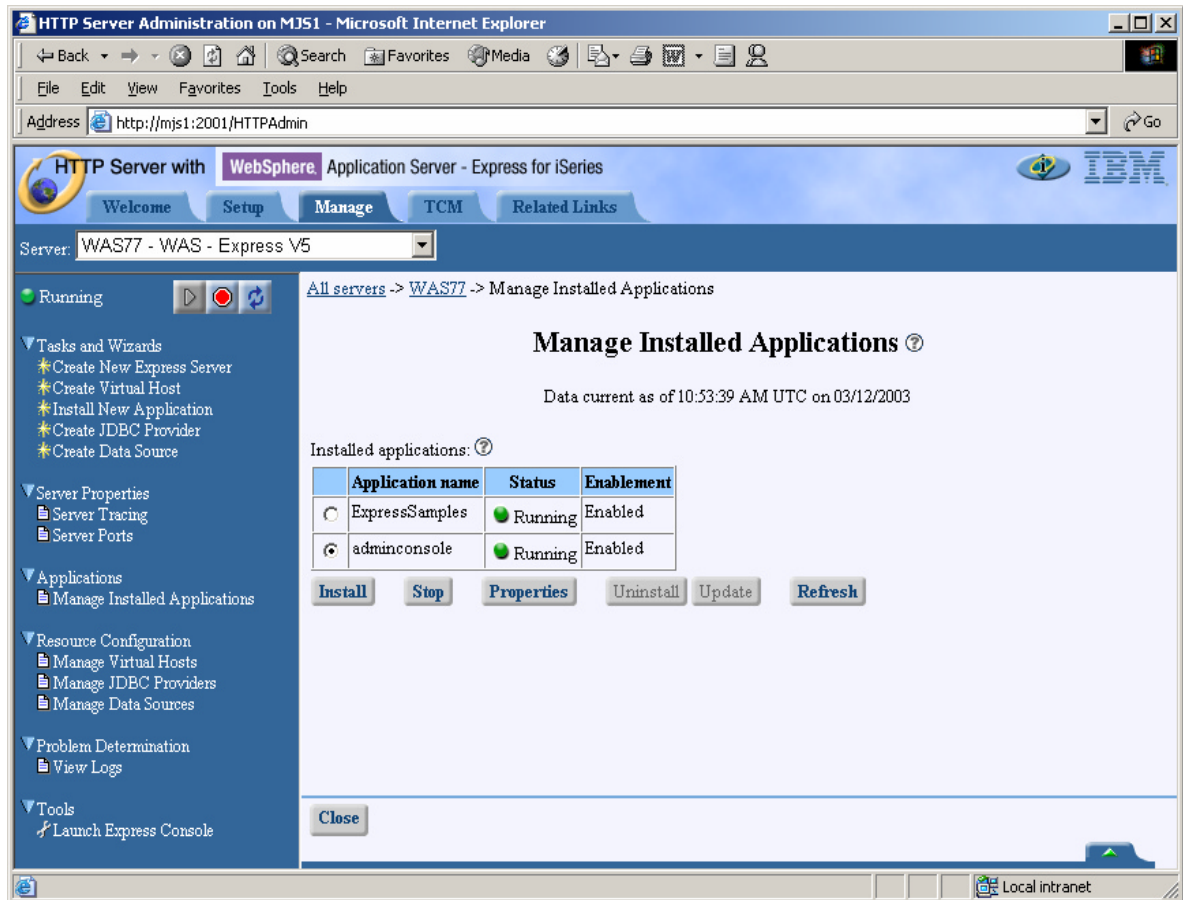 HTTP Server Administration on MJS1 - Microsoft Internet Explorer
Back Search Favorites Media
File Edit View Favorites Tools Help
Address http://mjs1:2001/HTTPAdmin Go
HTTP Server with WebSphere. Application Server - Express for iSeries IBM
Welcome Setup Manage TCM Related Links
Server: WAS77 - WAS - Express V5
Running
Tasks and Wizards
Create New Express Server
Create Virtual Host
Install New Application
Create JDBC Provider
Create Data Source
Server Properties
Server Tracing
Server Ports
Applications
Manage Installed Applications
Resource Configuration
Manage Virtual Hosts
Manage JDBC Providers
Manage Data Sources
Problem Determination
View Logs
Tools
Launch Express Console
All servers -> WAS77 -> Manage Installed Applications
Manage Installed Applications ?
Data current as of 10:53:39 AM UTC on 03/12/2003
Installed applications: ?
Application name Status Enablement
ExpressSamples Running Enabled
adminconsole Running Enabled
Install Stop Properties Uninstall Update Refresh
Close
Local intranet